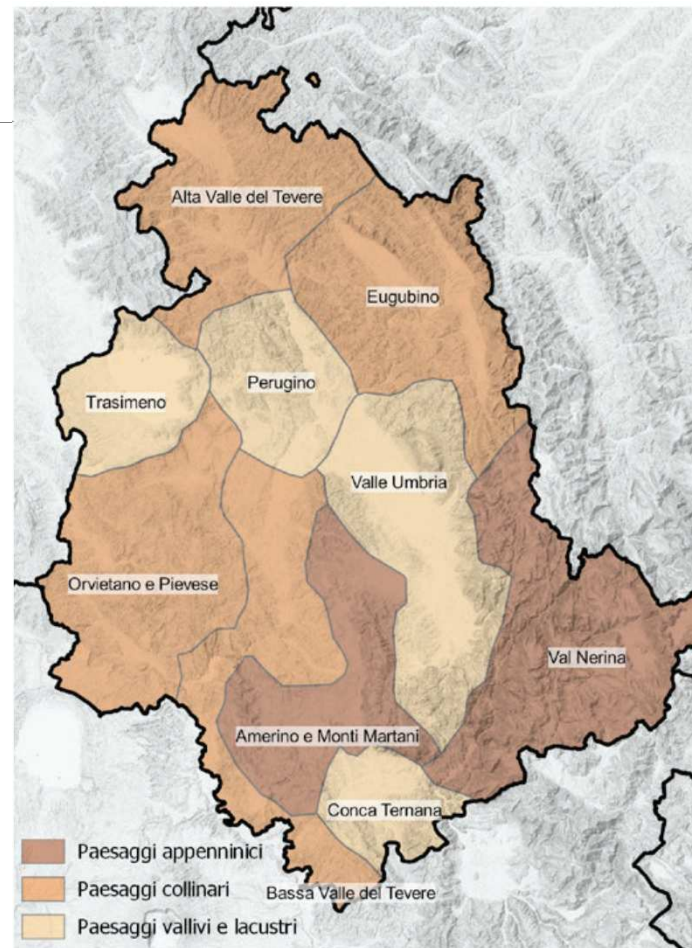 Alta Valle del Tevere
Eugubino
Perugino
Trasimeno
Valle Umbria
Orvietano e Pievese
Val Nerina
Amerino e Monti Martani
Conca Ternana
Paesaggi appenninici
Paesaggi collinari
Bassa Valle del Tevere
Paesaggi vallivi e lacustri